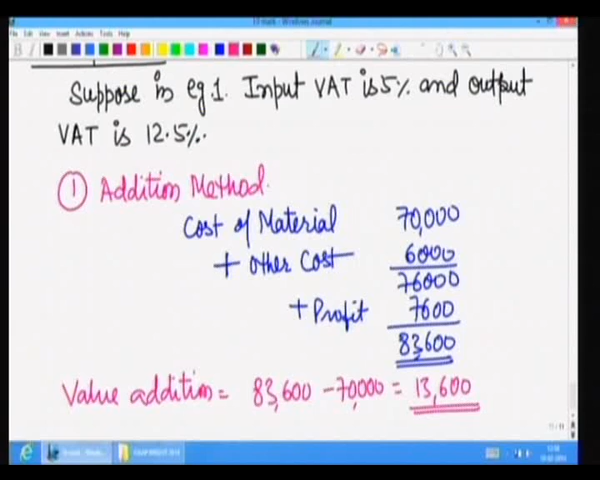 Suppose in eg.1. Input VAT is 5% and output
VAT is 12.5%.
① Addition Method.
Cost of Material 70,000
+ Other Cost 6000
76000
+ Profit 7600
83,600
Value addition = 83,600 - 70,000 = 13,600